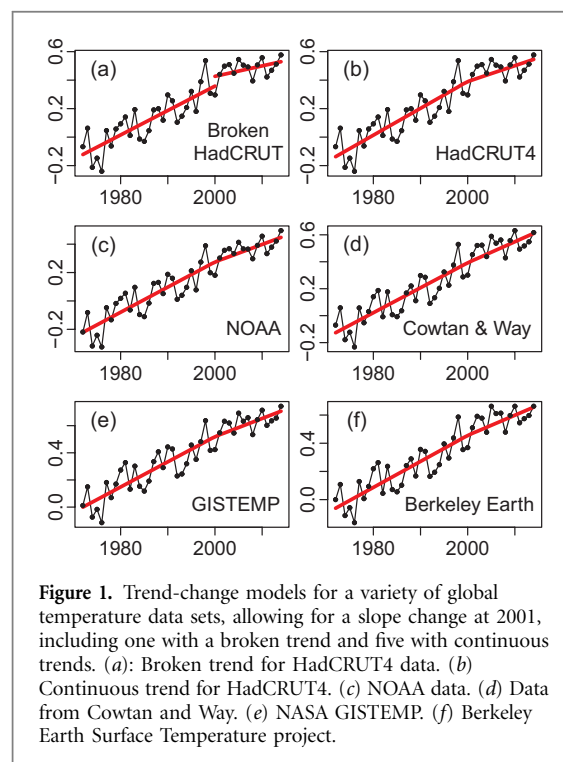 0.6
0.2
−0.2
(a)
Broken
HadCRUT
1980
2000
0.6
0.2
−0.2
(b)
HadCRUT4
1980
2000
0.2
−0.2
(c)
NOAA
1980
2000
0.6
0.2
−0.2
(d)
Cowtan & Way
1980
2000
0.4
0.0
(e)
GISTEMP
1980
2000
0.4
0.0
(f)
Berkeley Earth
1980
2000
Figure 1. Trend-change models for a variety of global
temperature data sets, allowing for a slope change at 2001,
including one with a broken trend and five with continuous
trends. (a): Broken trend for HadCRUT4 data. (b)
Continuous trend for HadCRUT4. (c) NOAA data. (d) Data
from Cowtan and Way. (e) NASA GISTEMP. (f) Berkeley
Earth Surface Temperature project.